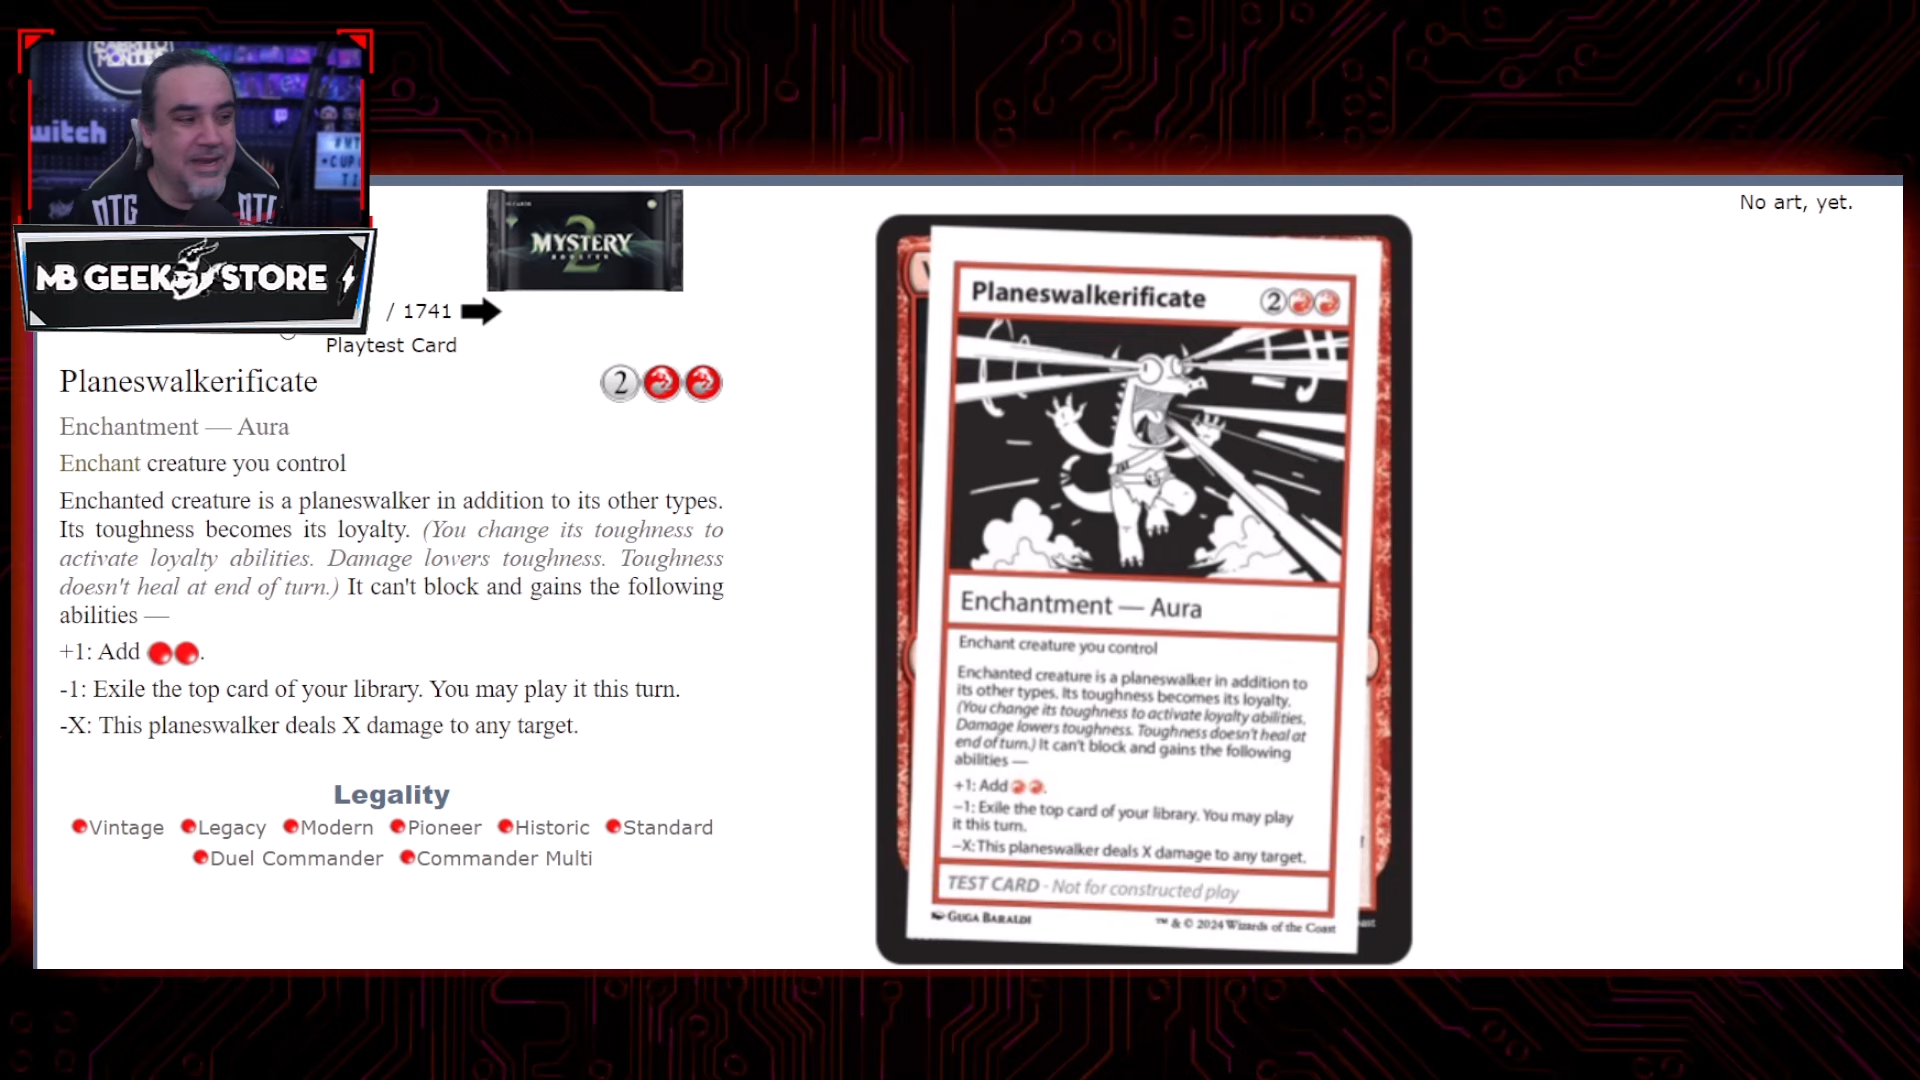 witch
MTG
MTG
MB GEEK STORE
MYSTERY
2
BOOSTER
No art, yet.
/ 1741
Playtest Card
Planeswalkerificate
2
Enchantment — Aura
Enchant creature you control
Enchanted creature is a planeswalker in addition to its other types.
Its toughness becomes its loyalty. (You change its toughness to
activate loyalty abilities. Damage lowers toughness. Toughness
doesn't heal at end of turn.) It can't block and gains the following
abilities —
+1: Add .
-1: Exile the top card of your library. You may play it this turn.
-X: This planeswalker deals X damage to any target.
Legality
Vintage Legacy Modern Pioneer Historic Standard
Duel Commander Commander Multi
Planeswalkerificate 2
Enchantment — Aura
Enchant creature you control
Enchanted creature is a planeswalker in addition to
its other types. Its toughness becomes its loyalty.
(You change its toughness to activate loyalty abilities.
Damage lowers toughness. Toughness doesn't heal at
end of turn.) It can't block and gains the following
abilities —
+1: Add .
−1: Exile the top card of your library. You may play
it this turn.
−X: This planeswalker deals X damage to any target.
TEST CARD - Not for constructed play
GUGA BARALDI
™ & © 2024 Wizards of the Coast